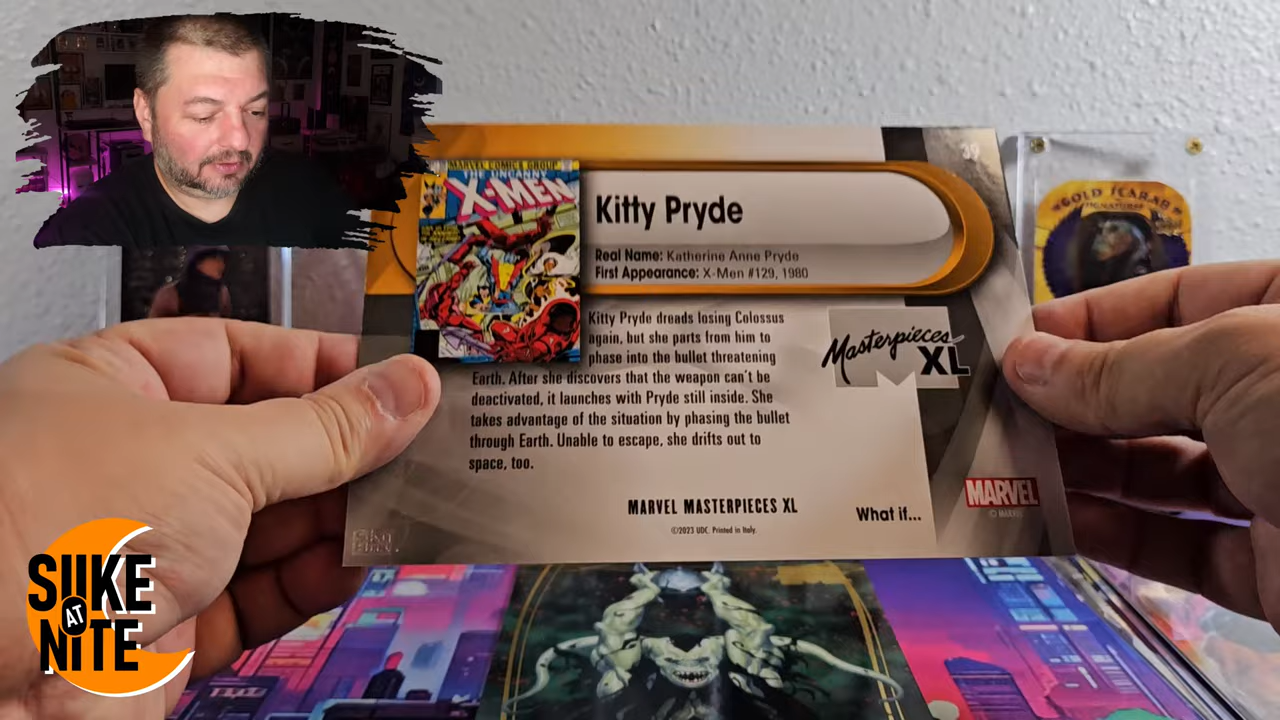 MARVEL COMICS GROUP
THE UNCANNY
X-MEN
Kitty Pryde
Real Name: Katherine Anne Pryde
First Appearance: X-Men #129, 1980
GOLD
Kitty Pryde dreads losing Colossus
again, but she parts from him to
phase into the bullet threatening
Earth. After she discovers that the weapon can't be
deactivated, it launches with Pryde still inside. She
takes advantage of the situation by phasing the bullet
through Earth. Unable to escape, she drifts out to
space, too.
Masterpieces
XL
MARVEL
© MARVEL
MARVEL MASTERPIECES XL
What if...
©2023 UDC. Printed in Italy.
SUKE
AT
NITE